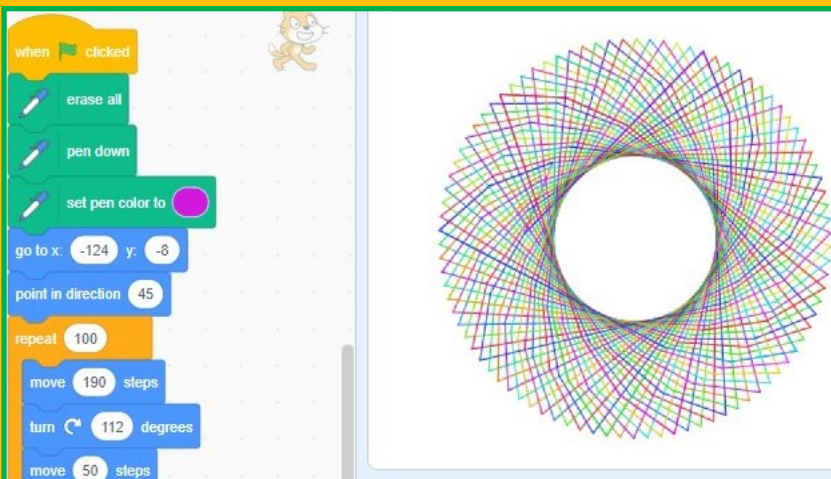 when clicked
erase all
pen down
set pen color to
go to x: -124 y: -8
point in direction 45
repeat 100
move 190 steps
turn 112 degrees
move 50 steps